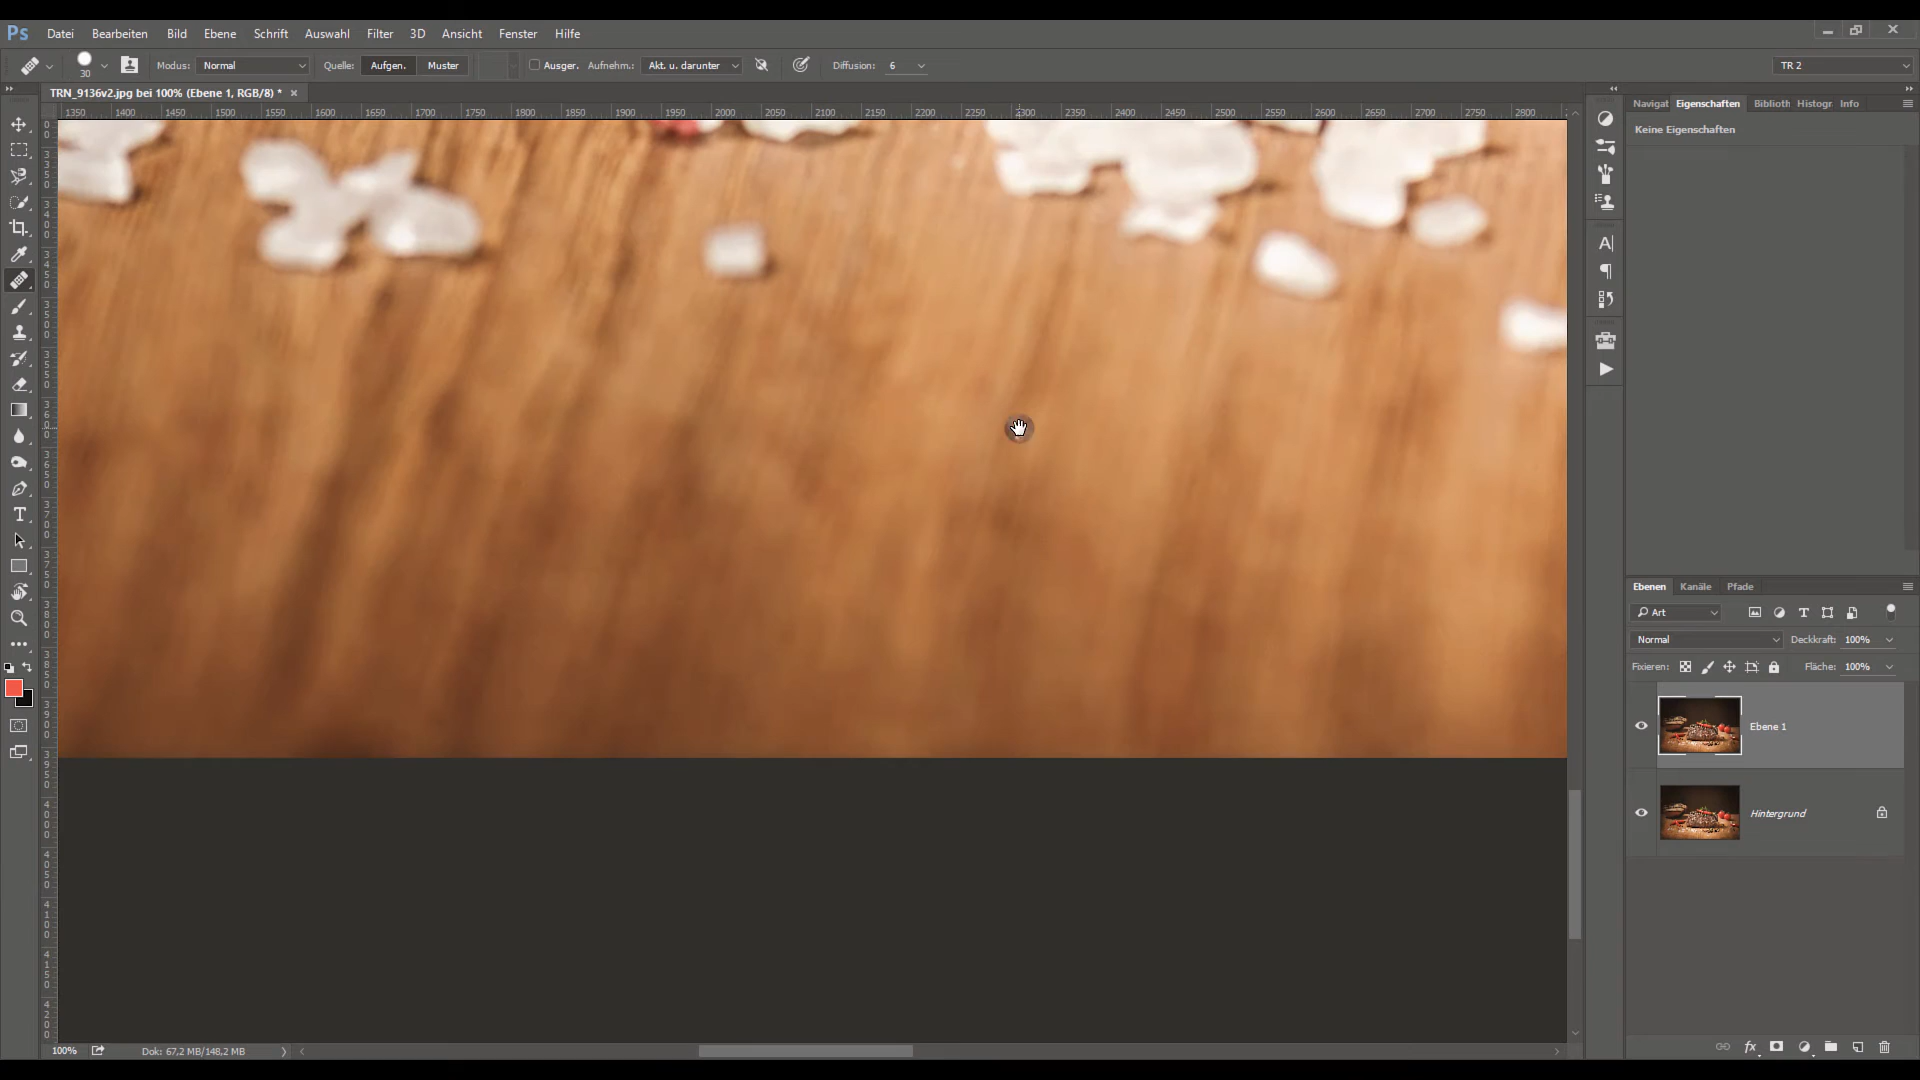 Ps Datei Bearbeiten Bild Ebene Schrift Auswahl Filter 3D Ansicht Fenster Hilfe
30 Modus: Normal Quelle: Aufgen. Muster Ausger. Aufnehm.: Akt. u. darunter Diffusion: 6 TR 2
TRN_9136v2.jpg bei 100% (Ebene 1, RGB/8) * ×
1350 1400 1450 1500 1550 1600 1650 1700 1750 1800 1850 1900 1950 2000 2050 2100 2150 2200 2250 2300 2350 2400 2450 2500 2550 2600 2650 2700 2750 2800
Navigat Eigenschaften Biblioth Histogr. Info
Keine Eigenschaften
Ebenen Kanäle Pfade
Art
Normal Deckkraft: 100%
Fixieren: Fläche: 100%
Ebene 1
Hintergrund
100% Dok: 67,2 MB/148,2 MB